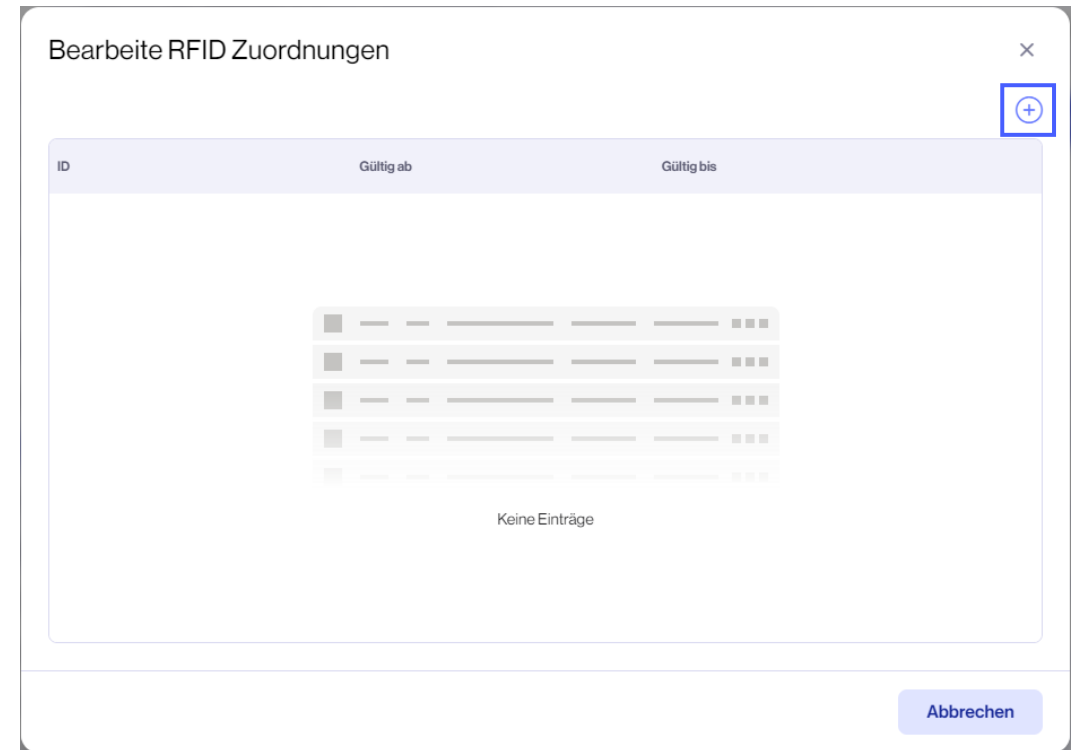 Bearbeite RFID Zuordnungen
ID Gültig ab Gültig bis
Keine Einträge
Abbrechen